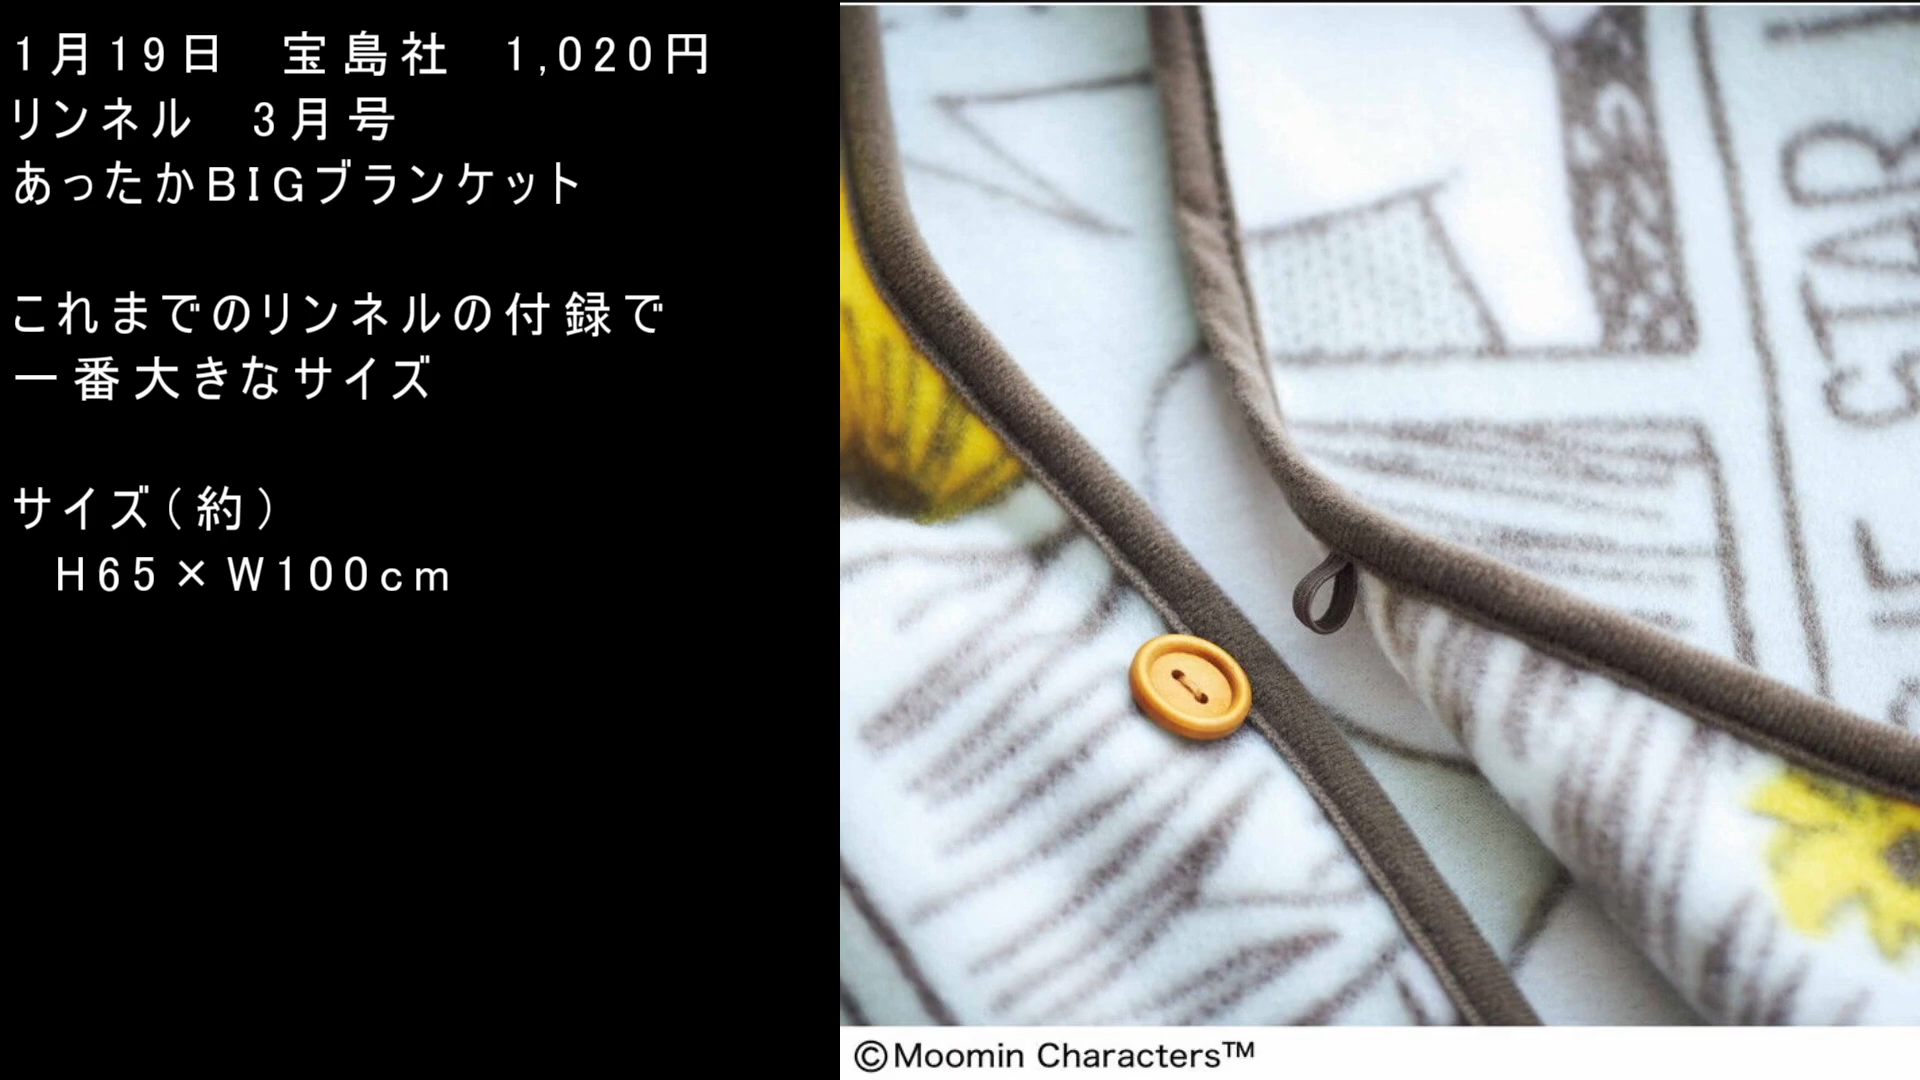 1月19日　宝島社　1,020円
リンネル　3月号
あったかBIGブランケット
これまでのリンネルの付録で
一番大きなサイズ
サイズ(約)
H65×W100cm
STAR
©Moomin Characters™